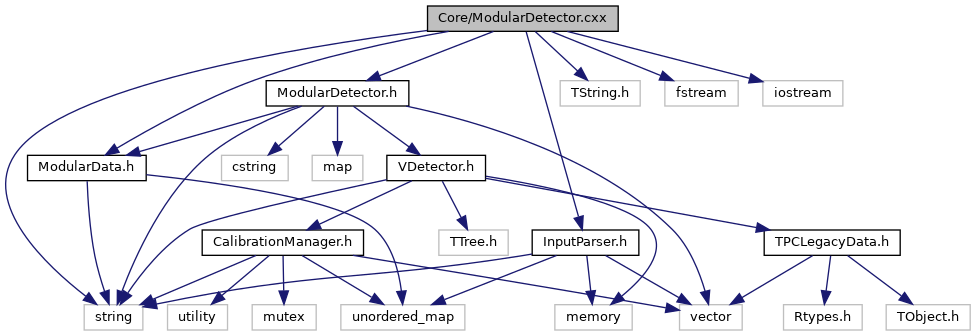 Core/ModularDetector.cxx
ModularDetector.h
TString.h
fstream
iostream
ModularData.h
cstring
map
VDetector.h
CalibrationManager.h
TTree.h
InputParser.h
TPCLegacyData.h
string
utility
mutex
unordered_map
memory
vector
Rtypes.h
TObject.h